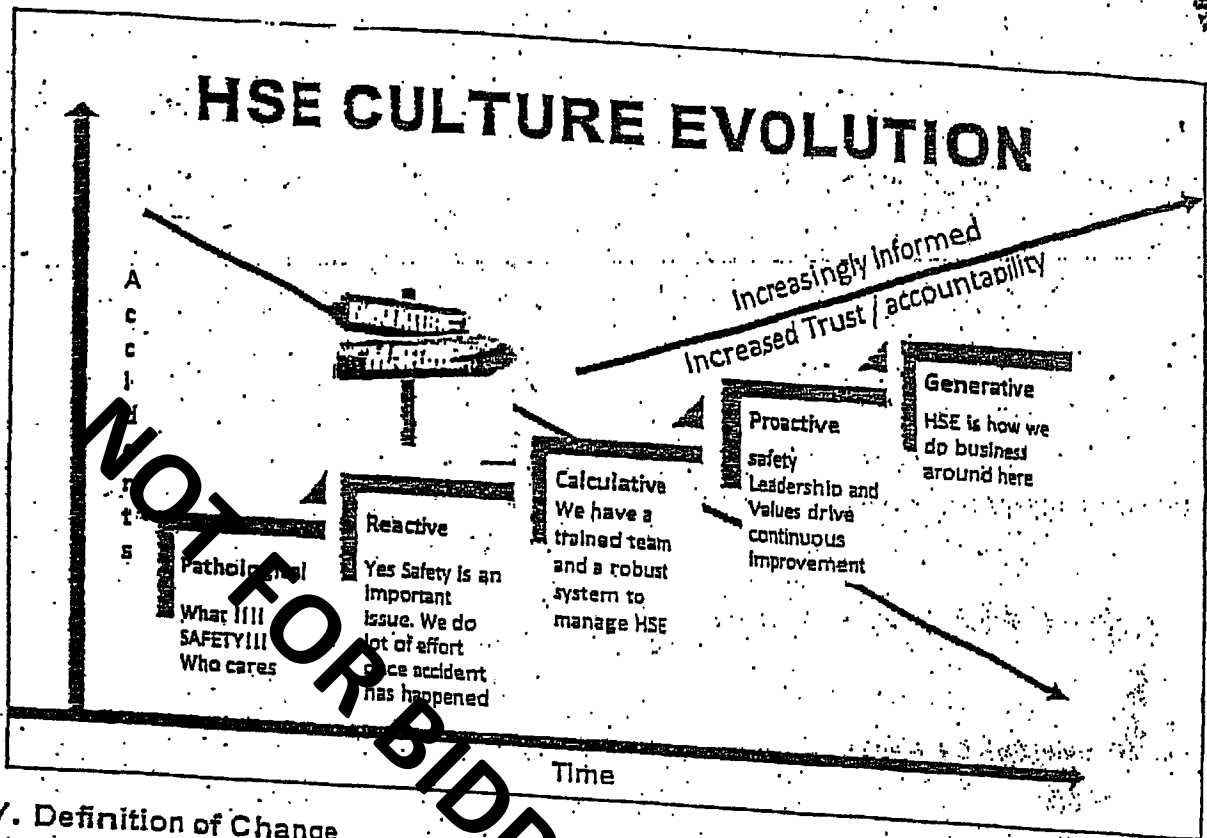 HSE CULTURE EVOLUTION
Accidents
Increasingly Informed
Increased Trust / accountability
Generative
HSE is how we
do business
around here
Proactive
safety
Leadership and
Values drive
continuous
improvement
Calculative
We have a
trained team
and a robust
system to
manage HSE
Reactive
Yes Safety is an
important
issue. We do
lot of effort
once accident
has happened
Pathological
What !!!!
SAFETY!!!
Who cares
Time
NOT FOR BIDD
. Definition of Change